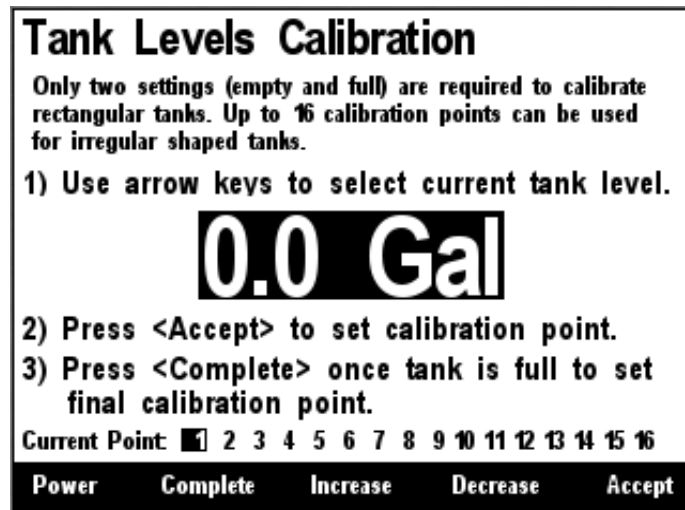 Tank Levels Calibration
Only two settings (empty and full) are required to calibrate
rectangular tanks. Up to 16 calibration points can be used
for irregular shaped tanks.
1) Use arrow keys to select current tank level.
0.0 Gal
2) Press <Accept> to set calibration point.
3) Press <Complete> once tank is full to set
final calibration point.
Current Point: 1 2 3 4 5 6 7 8 9 10 11 12 13 14 15 16
Power Complete Increase Decrease Accept